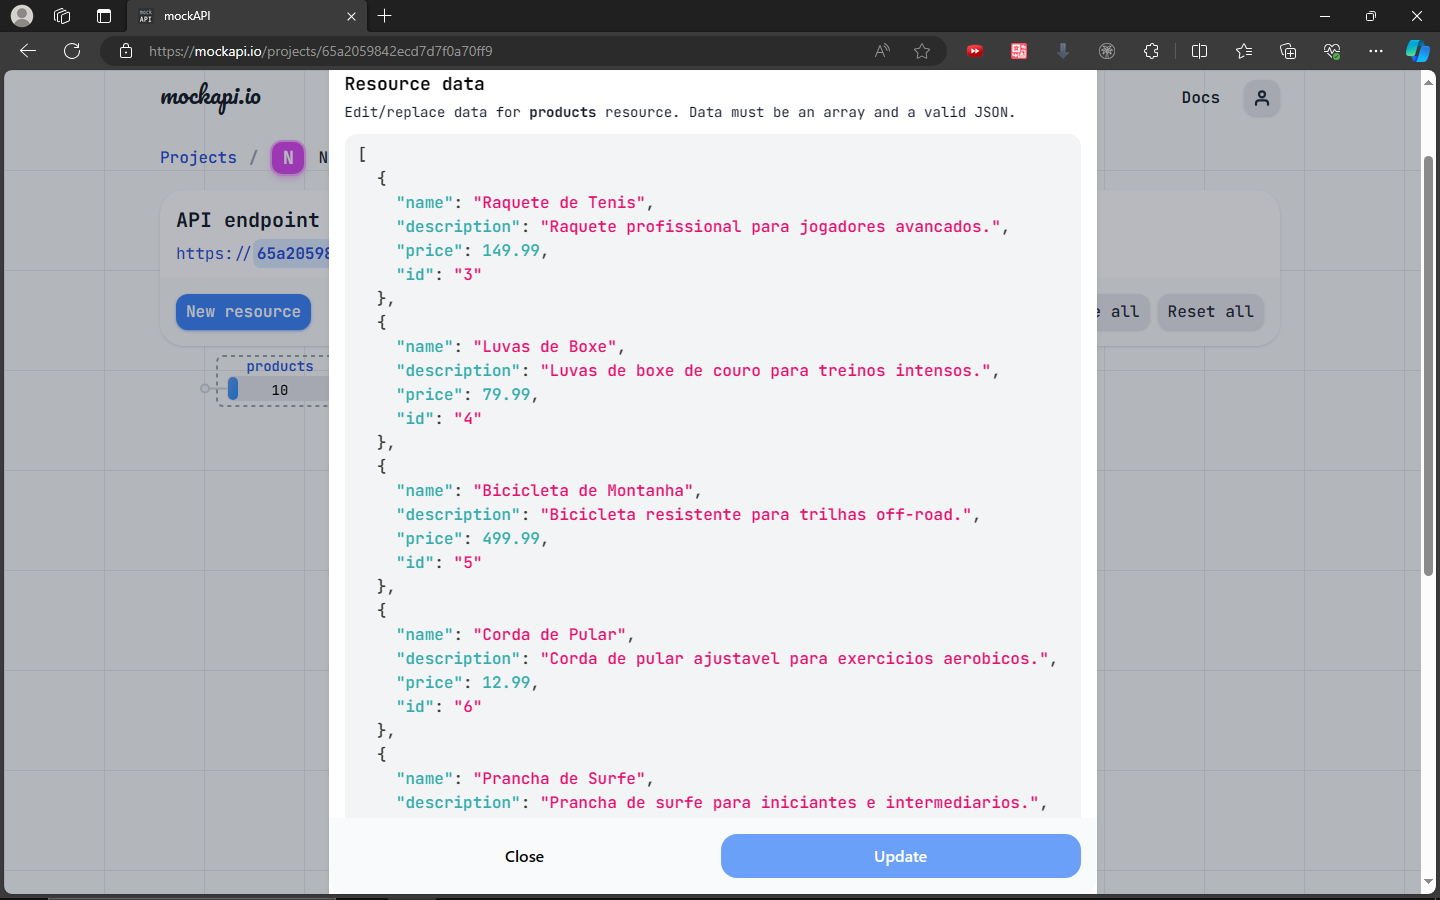 mockAPI
https://mockapi.io/projects/65a2059842ecd7d7f0a70ff9
mockapi.io
Docs
Projects / N N
API endpoint
https://65a20598
New resource
e all
Reset all
products
10
Resource data
Edit/replace data for products resource. Data must be an array and a valid JSON.
[
{
"name": "Raquete de Tenis",
"description": "Raquete profissional para jogadores avancados.",
"price": 149.99,
"id": "3"
},
{
"name": "Luvas de Boxe",
"description": "Luvas de boxe de couro para treinos intensos.",
"price": 79.99,
"id": "4"
},
{
"name": "Bicicleta de Montanha",
"description": "Bicicleta resistente para trilhas off-road.",
"price": 499.99,
"id": "5"
},
{
"name": "Corda de Pular",
"description": "Corda de pular ajustavel para exercicios aerobicos.",
"price": 12.99,
"id": "6"
},
{
"name": "Prancha de Surfe",
"description": "Prancha de surfe para iniciantes e intermediarios.",
Close
Update